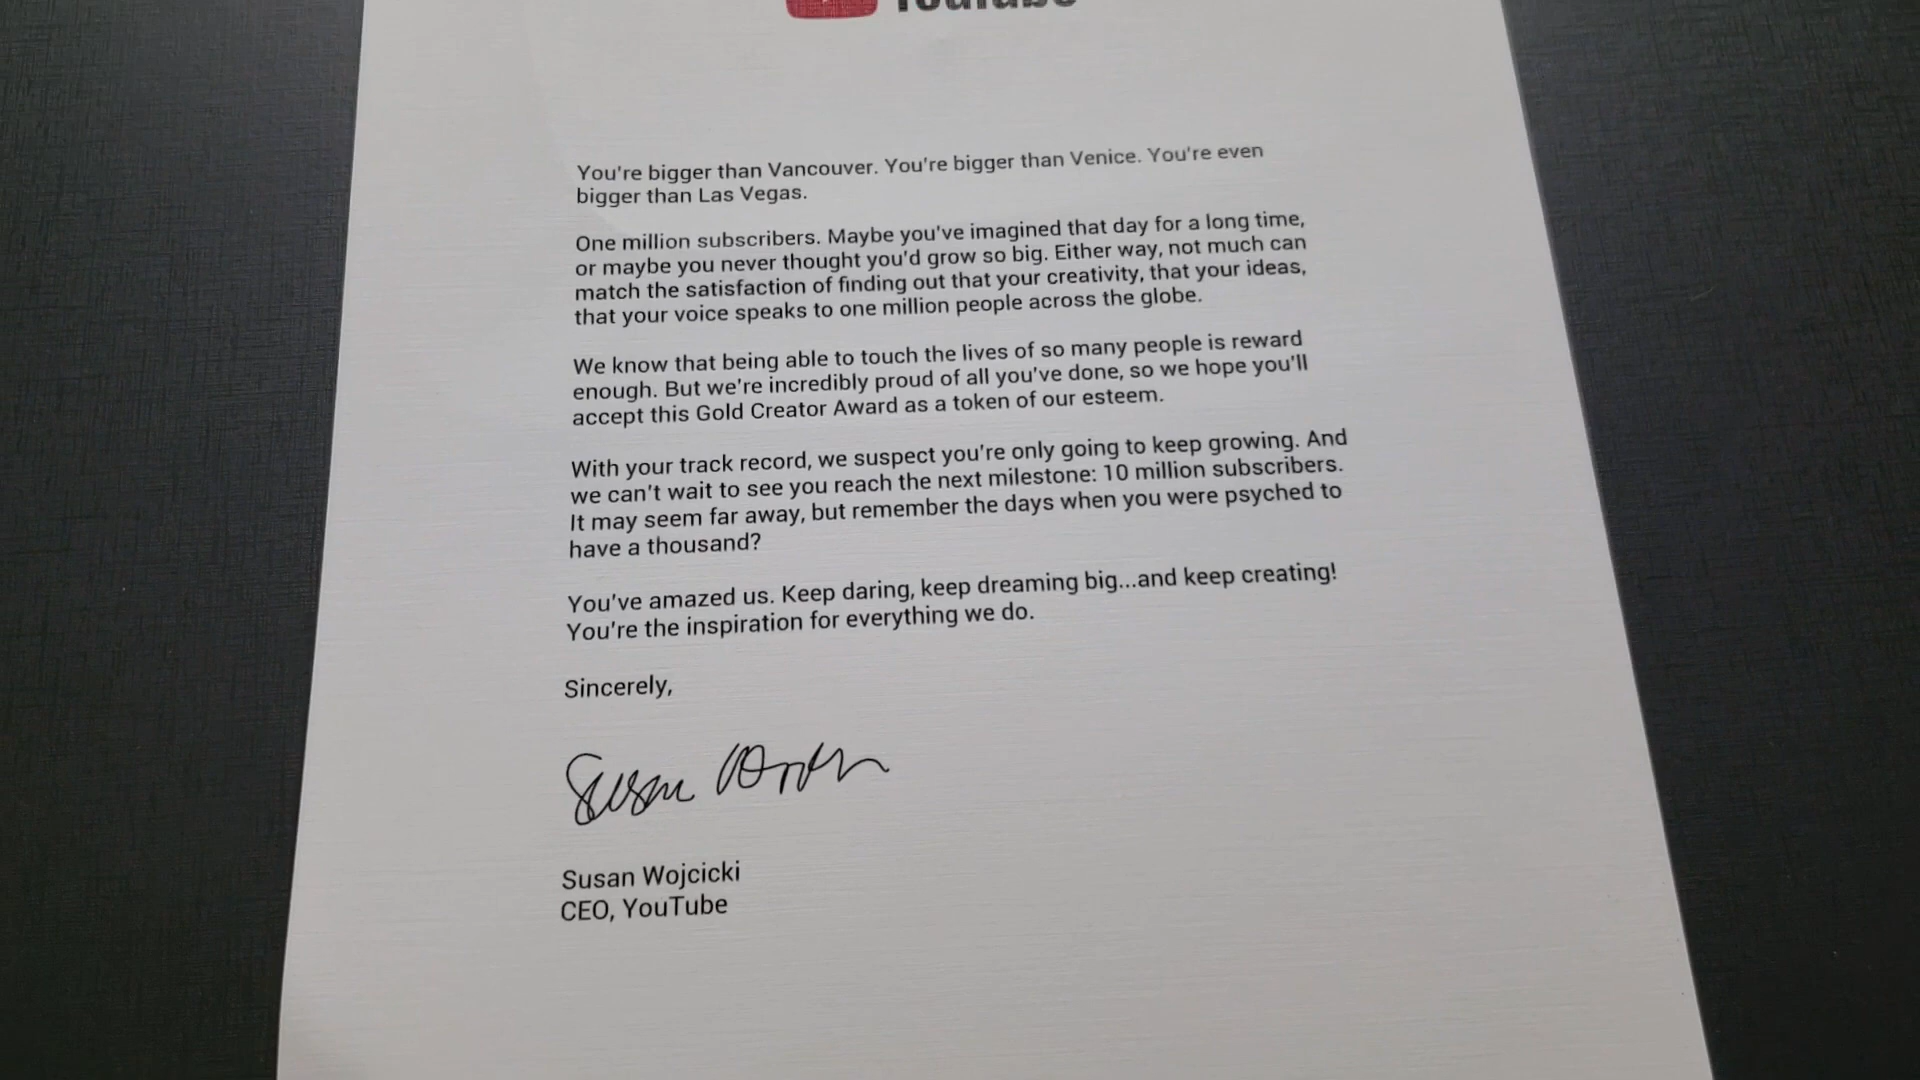 YouTube
You're bigger than Vancouver. You're bigger than Venice. You're even
bigger than Las Vegas.
One million subscribers. Maybe you've imagined that day for a long time,
or maybe you never thought you'd grow so big. Either way, not much can
match the satisfaction of finding out that your creativity, that your ideas,
that your voice speaks to one million people across the globe.
We know that being able to touch the lives of so many people is reward
enough. But we're incredibly proud of all you've done, so we hope you'll
accept this Gold Creator Award as a token of our esteem.
With your track record, we suspect you're only going to keep growing. And
we can't wait to see you reach the next milestone: 10 million subscribers.
It may seem far away, but remember the days when you were psyched to
have a thousand?
You've amazed us. Keep daring, keep dreaming big...and keep creating!
You're the inspiration for everything we do.
Sincerely,
Susan
Susan Wojcicki
CEO, YouTube